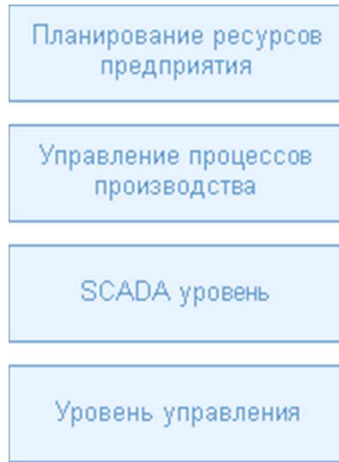 Планирование ресурсов
предприятия
Управление процессов
производства
SCADA уровень
Уровень управления